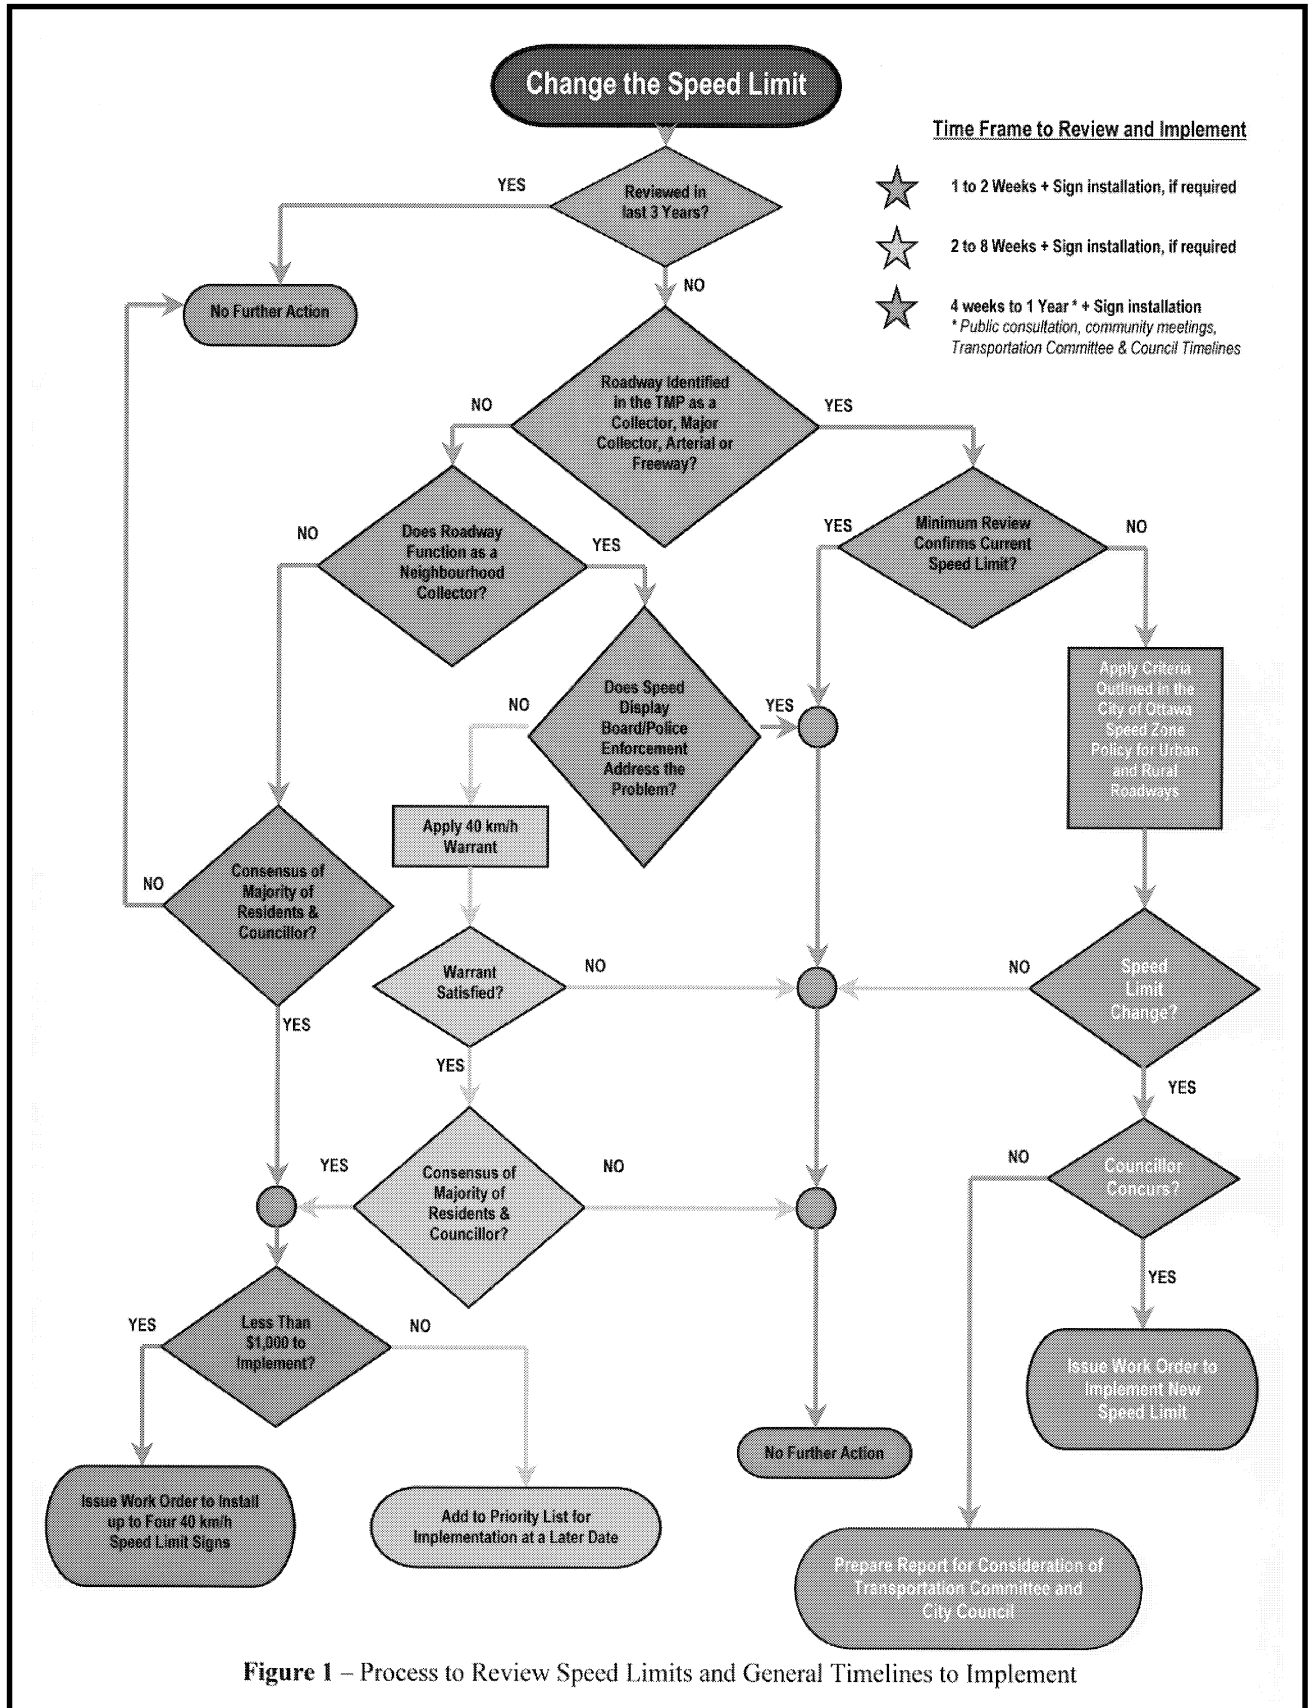 Change the Speed Limit
Time Frame to Review and Implement
1 to 2 Weeks + Sign installation, if required
2 to 8 Weeks + Sign installation, if required
4 weeks to 1 Year * + Sign installation
* Public consultation, community meetings,
Transportation Committee & Council Timelines
YES
Reviewed in
last 3 Years?
NO
No Further Action
Roadway Identified
in the TMP as a
Collector, Major
Collector, Arterial or
Freeway?
NO
YES
NO
Does Roadway
Function as a
Neighbourhood
Collector?
YES
YES
Minimum Review
Confirms Current
Speed Limit?
NO
Apply Criteria
Outlined in the
City of Ottawa
Speed Zone
Policy for Urban
and Rural
Roadways
NO
Does Speed
Display
Board/Police
Enforcement
Address the
Problem?
YES
Apply 40 km/h
Warrant
NO
Consensus of
Majority of
Residents &
Councillor?
YES
Warrant
Satisfied?
NO
YES
NO
Speed
Limit
Change?
YES
YES
Consensus of
Majority of
Residents &
Councillor?
NO
NO
Councillor
Concurs?
YES
YES
Less Than
$1,000 to
Implement?
NO
Issue Work Order to
Implement New
Speed Limit
No Further Action
Issue Work Order to Install
up to Four 40 km/h
Speed Limit Signs
Add to Priority List for
Implementation at a Later Date
Prepare Report for Consideration of
Transportation Committee and
City Council
Figure 1 – Process to Review Speed Limits and General Timelines to Implement